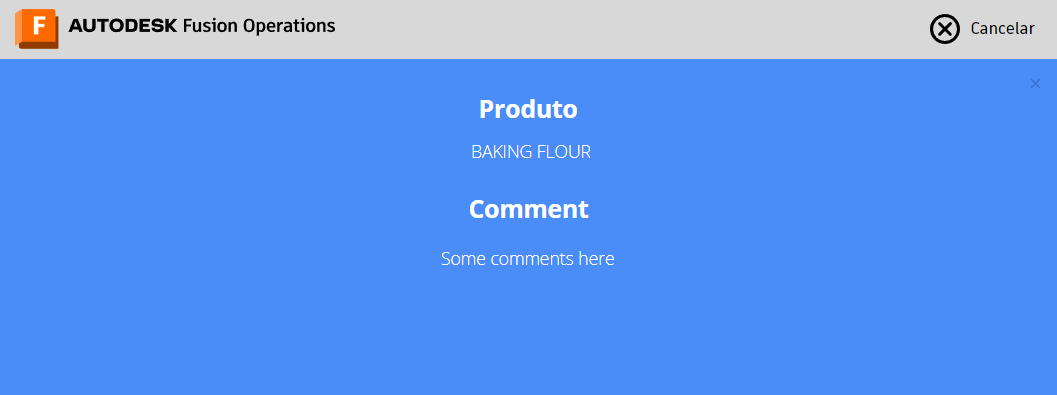 F AUTODESK Fusion Operations
Cancelar
Produto
BAKING FLOUR
Comment
Some comments here